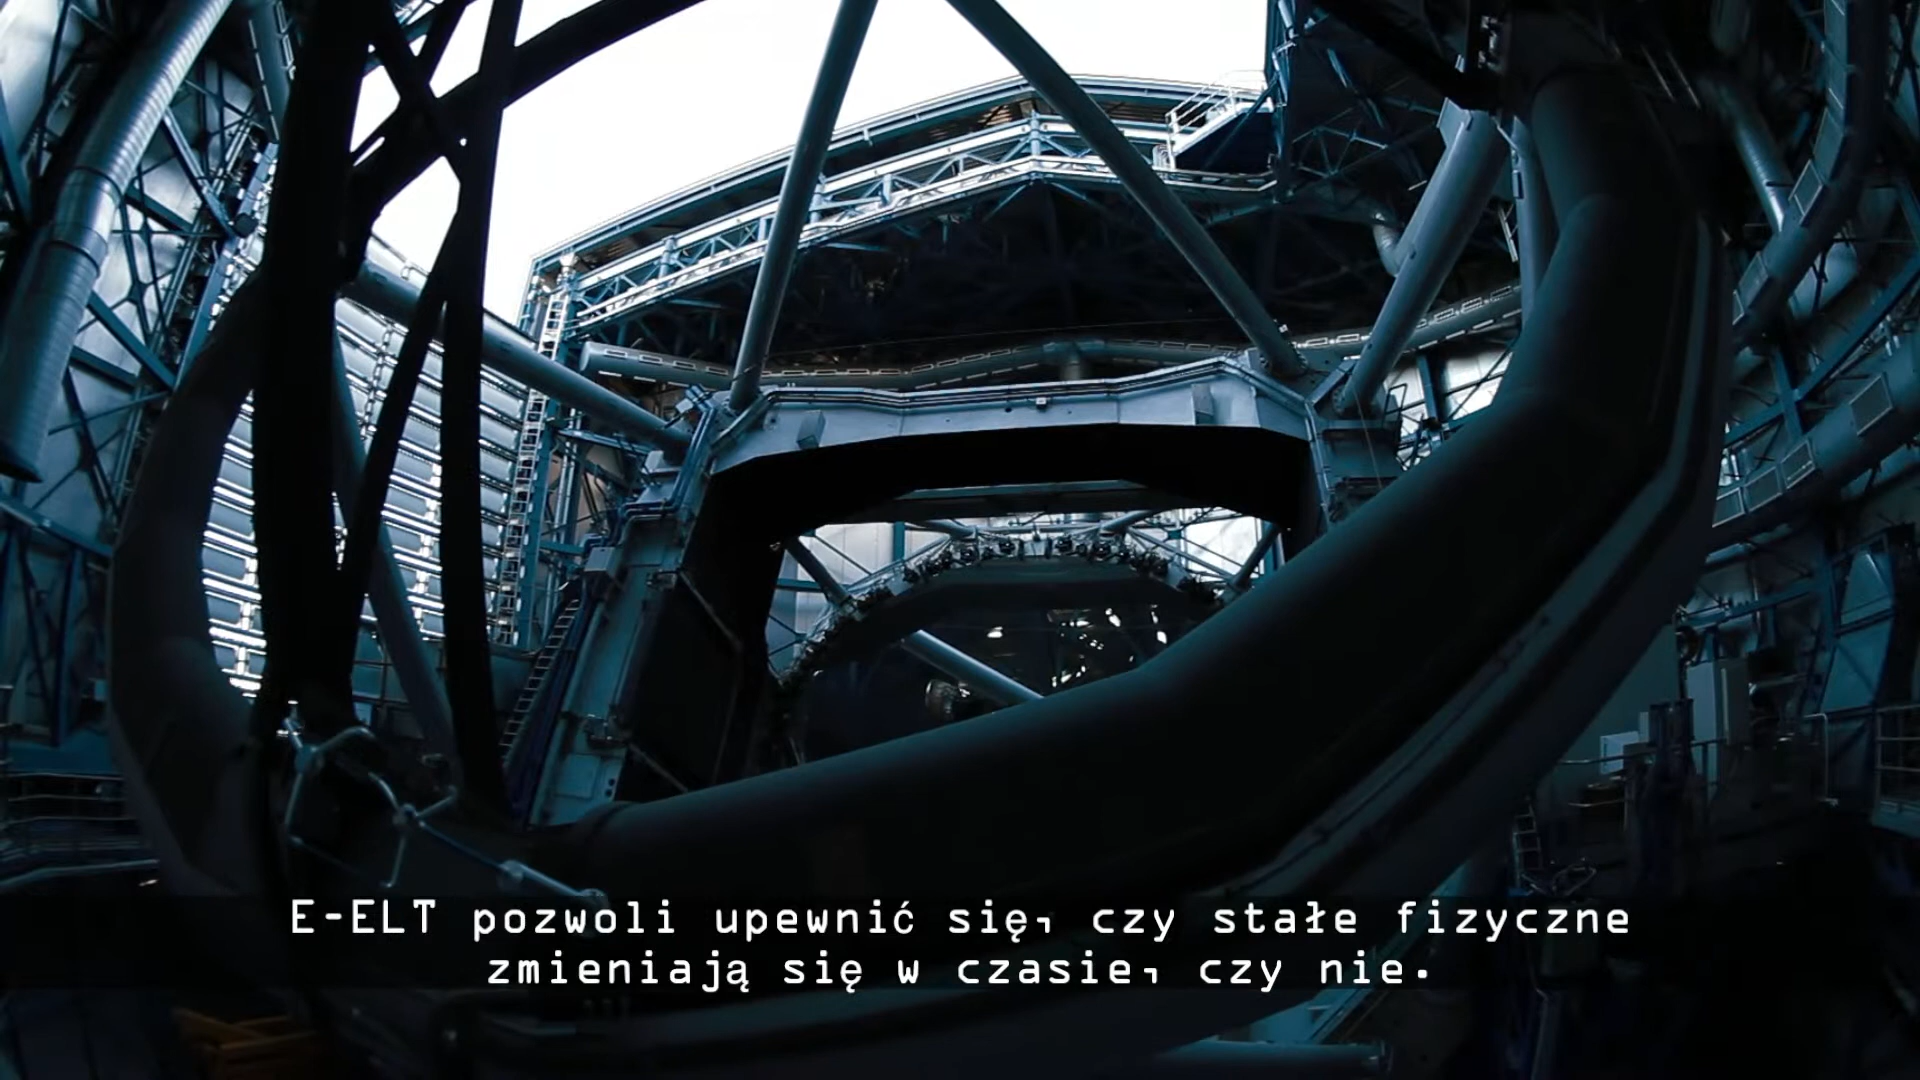 E-ELT pozwoli upewnić się, czy stałe fizyczne
zmieniają się w czasie, czy nie.